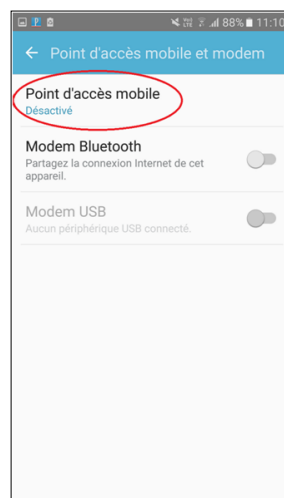 88% 11:10
Point d'accès mobile et modem
Point d'accès mobile
Désactivé
Modem Bluetooth
Partagez la connexion Internet de cet
appareil.
Modem USB
Aucun périphérique USB connecté.